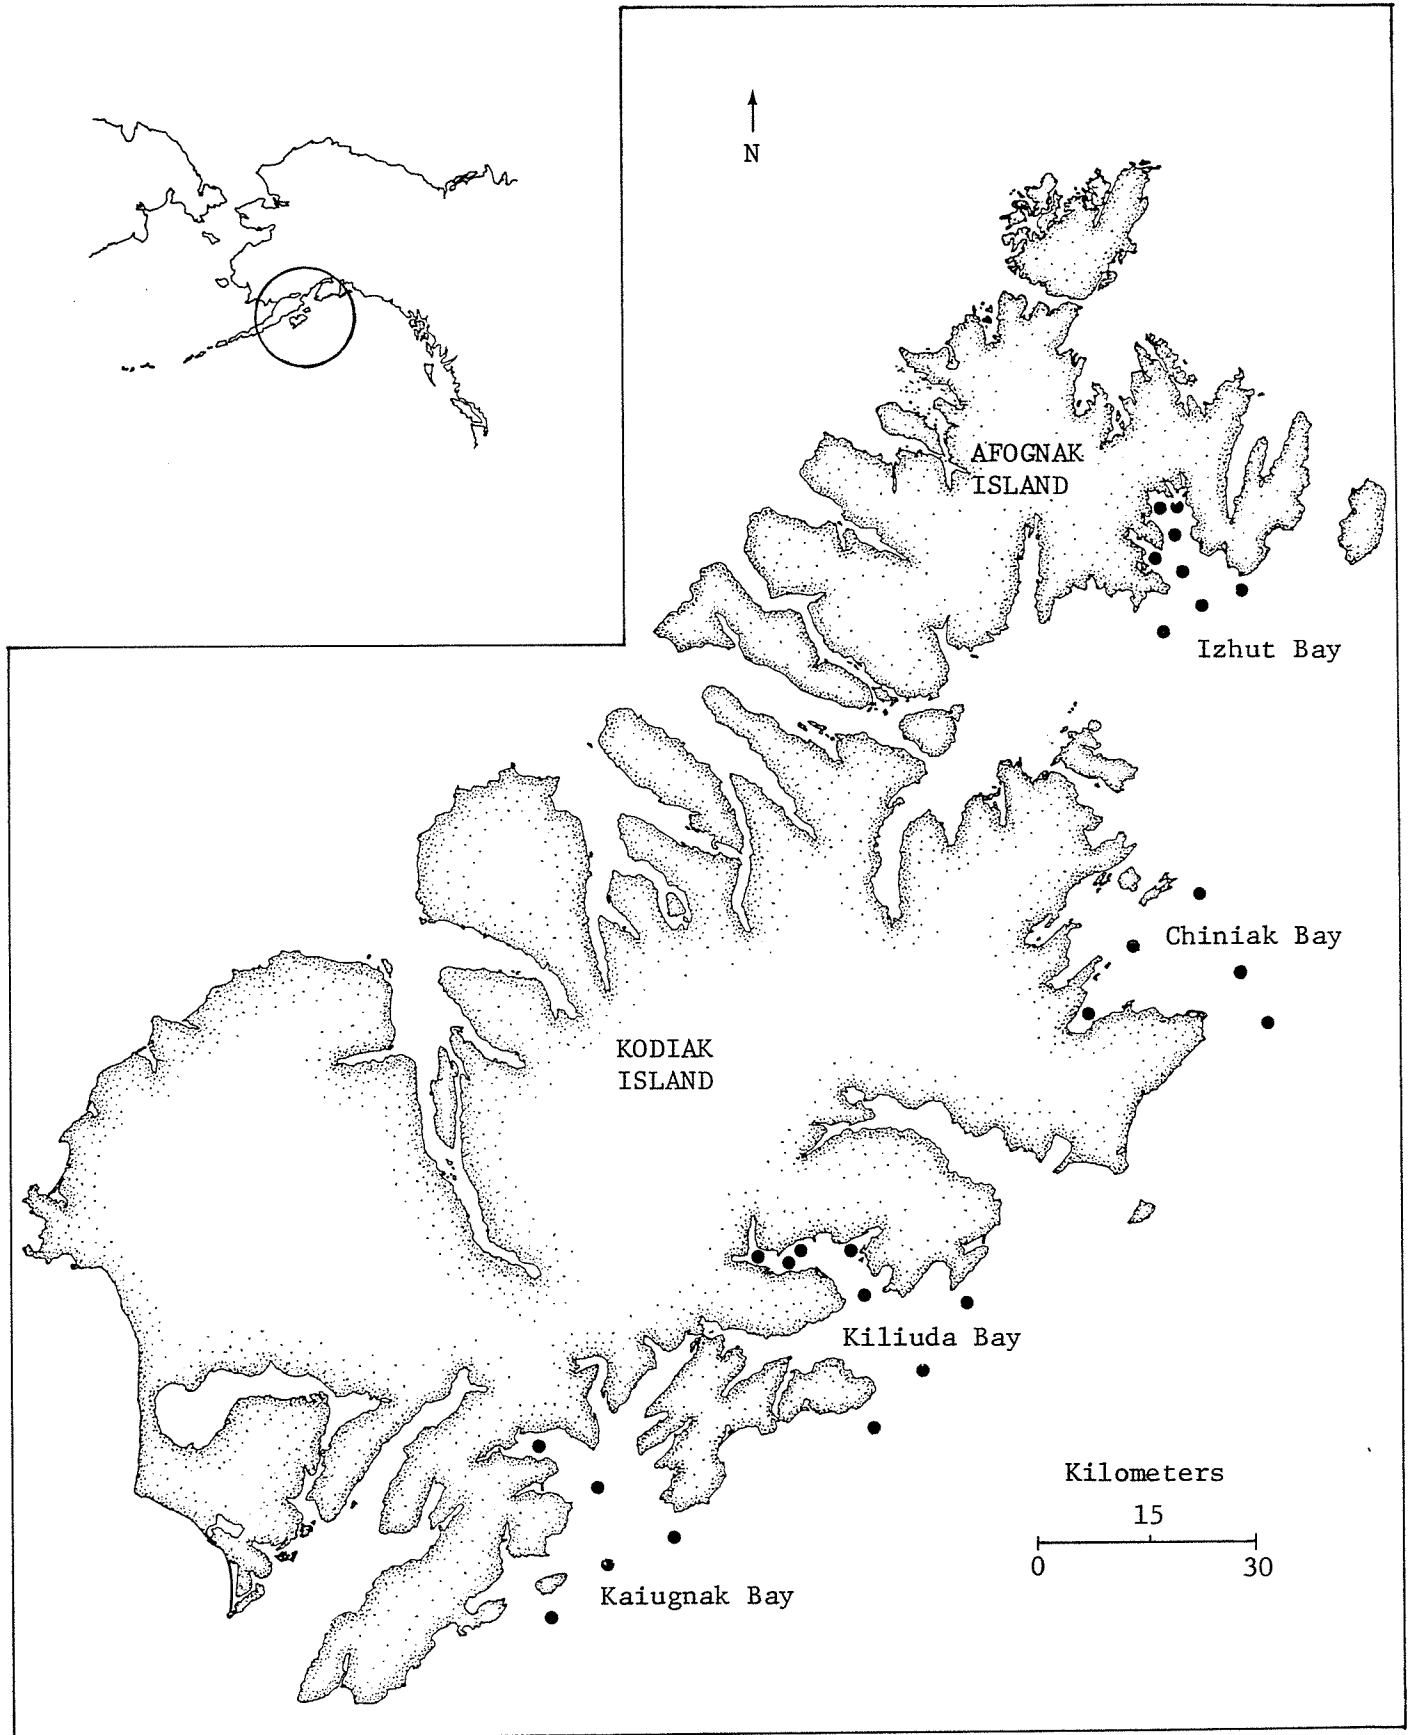 N
AFOGNAK
ISLAND
Izhut Bay
Chiniak Bay
KODIAK
ISLAND
Kiliuda Bay
Kilometers
15
0 30
Kaiugnak Bay